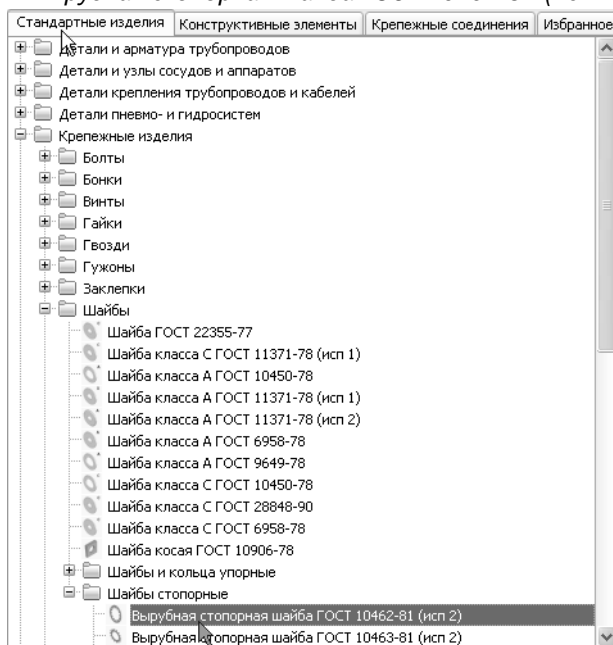 Стандартные изделия Конструктивные элементы Крепежные соединения Избранное
Детали и арматура трубопроводов
Детали и узлы сосудов и аппаратов
Детали крепления трубопроводов и кабелей
Детали пневмо- и гидросистем
Крепежные изделия
Болты
Бонки
Винты
Гайки
Гвозди
Гужоны
Заклепки
Шайбы
Шайба ГОСТ 22355-77
Шайба класса С ГОСТ 11371-78 (исп 1)
Шайба класса А ГОСТ 10450-78
Шайба класса А ГОСТ 11371-78 (исп 1)
Шайба класса А ГОСТ 11371-78 (исп 2)
Шайба класса А ГОСТ 6958-78
Шайба класса А ГОСТ 9649-78
Шайба класса С ГОСТ 10450-78
Шайба класса С ГОСТ 28848-90
Шайба класса С ГОСТ 6958-78
Шайба косая ГОСТ 10906-78
Шайбы и кольца упорные
Шайбы стопорные
Вырубная стопорная шайба ГОСТ 10462-81 (исп 2)
Вырубная стопорная шайба ГОСТ 10463-81 (исп 2)